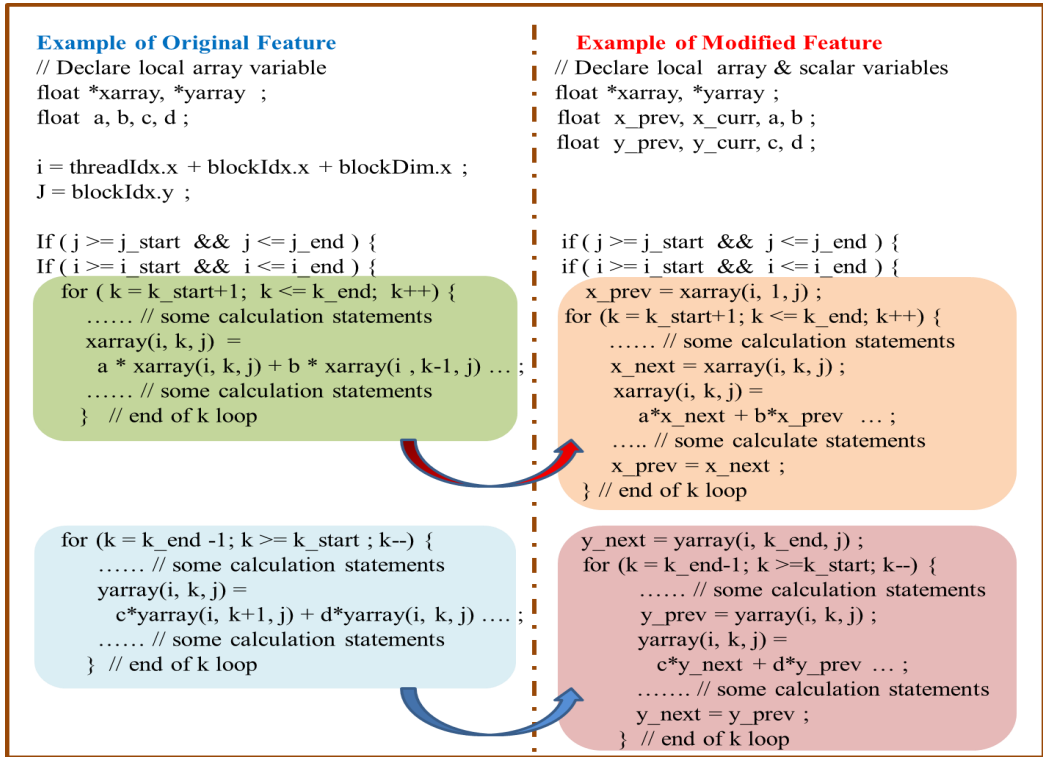 Example of Original Feature
// Declare local array variable
float *xarray, *yarray ;
float a, b, c, d ;
i = threadIdx.x + blockIdx.x + blockDim.x ;
J = blockIdx.y ;
If ( j >= j_start && j <= j_end ) {
If ( i >= i_start && i <= i_end ) {
for ( k = k_start+1; k <= k_end; k++) {
…… // some calculation statements
xarray(i, k, j) =
a * xarray(i, k, j) + b * xarray(i , k-1, j) … ;
…… // some calculation statements
} // end of k loop
for (k = k_end -1; k >= k_start ; k--) {
…… // some calculation statements
yarray(i, k, j) =
c*yarray(i, k+1, j) + d*yarray(i, k, j) …. ;
…… // some calculation statements
} // end of k loop
Example of Modified Feature
// Declare local array & scalar variables
float *xarray, *yarray ;
float x_prev, x_curr, a, b ;
float y_prev, y_curr, c, d ;
if ( j >= j_start && j <= j_end ) {
if ( i >= i_start && i <= i_end ) {
x_prev = xarray(i, 1, j) ;
for (k = k_start+1; k <= k_end; k++) {
…… // some calculation statements
x_next = xarray(i, k, j) ;
xarray(i, k, j) =
a*x_next + b*x_prev … ;
….. // some calculate statements
x_prev = x_next ;
} // end of k loop
y_next = yarray(i, k_end, j) ;
for (k = k_end-1; k >=k_start; k--) {
…… // some calculation statements
y_prev = yarray(i, k, j) ;
yarray(i, k, j) =
c*y_next + d*y_prev … ;
……. // some calculation statements
y_next = y_prev ;
} // end of k loop